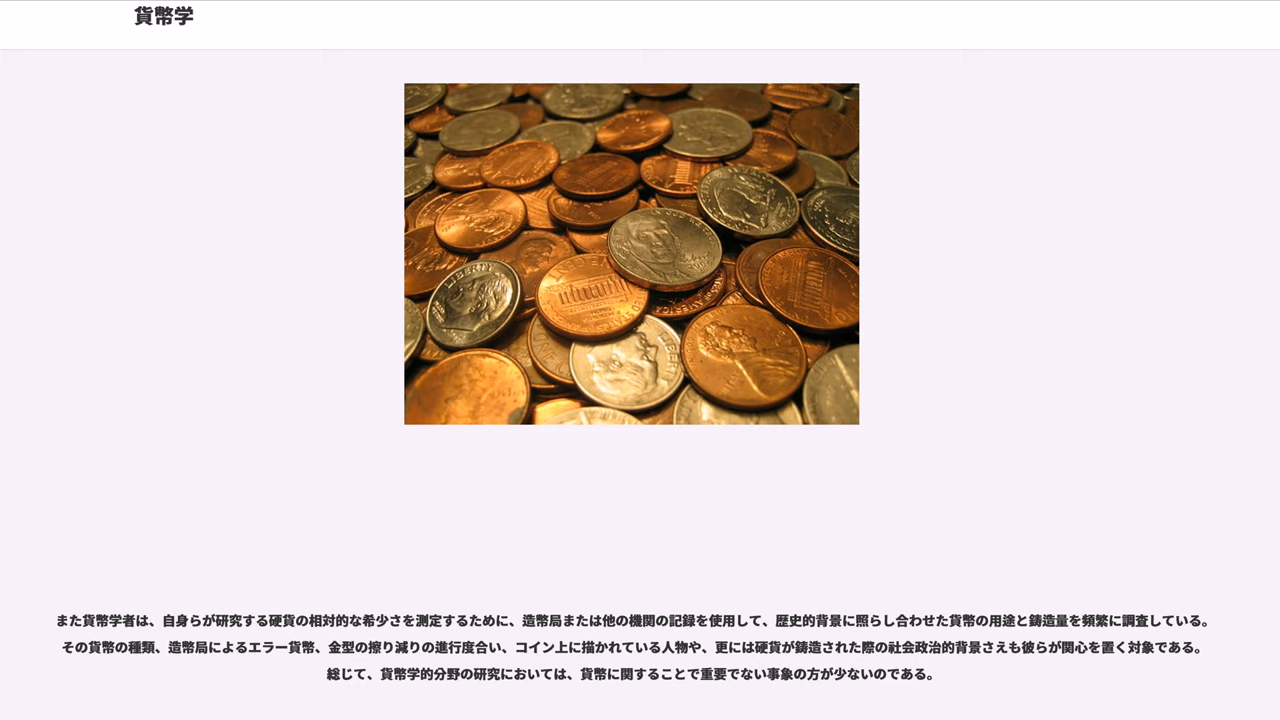 貨幣学
LIBERTY
LIBERTY
また貨幣学者は、自身らが研究する硬貨の相対的な希少さを測定するために、造幣局または他の機関の記録を使用して、歴史的背景に照らし合わせた貨幣の用途と鋳造量を頻繁に調査している。
その貨幣の種類、造幣局によるエラー貨幣、金型の擦り減りの進行度合い、コイン上に描かれている人物や、更には硬貨が鋳造された際の社会政治的背景さえも彼らが関心を置く対象である。
総じて、貨幣学的分野の研究においては、貨幣に関することで重要でない事象の方が少ないのである。